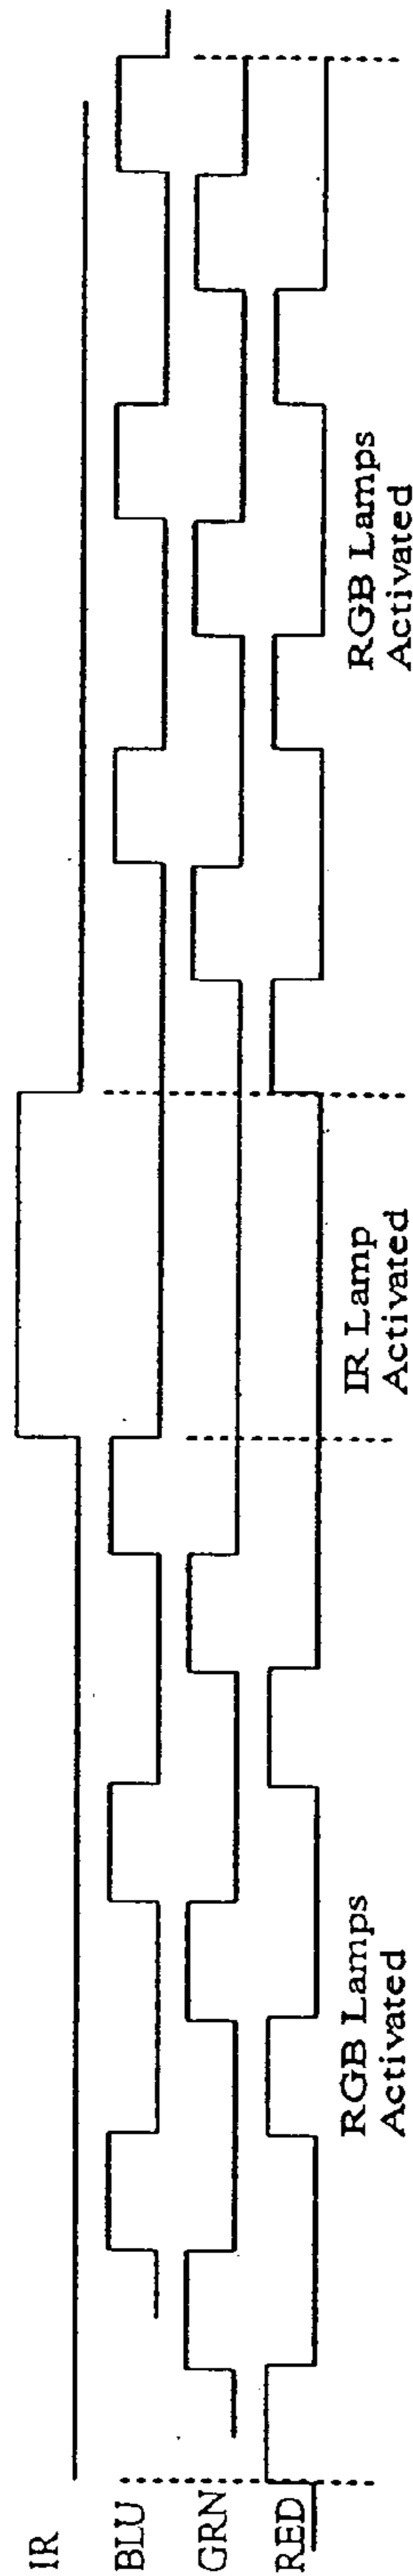 IR
BLU
GRN
RED
RGB Lamps
Activated
IR Lamp
Activated
RGB Lamps
Activated